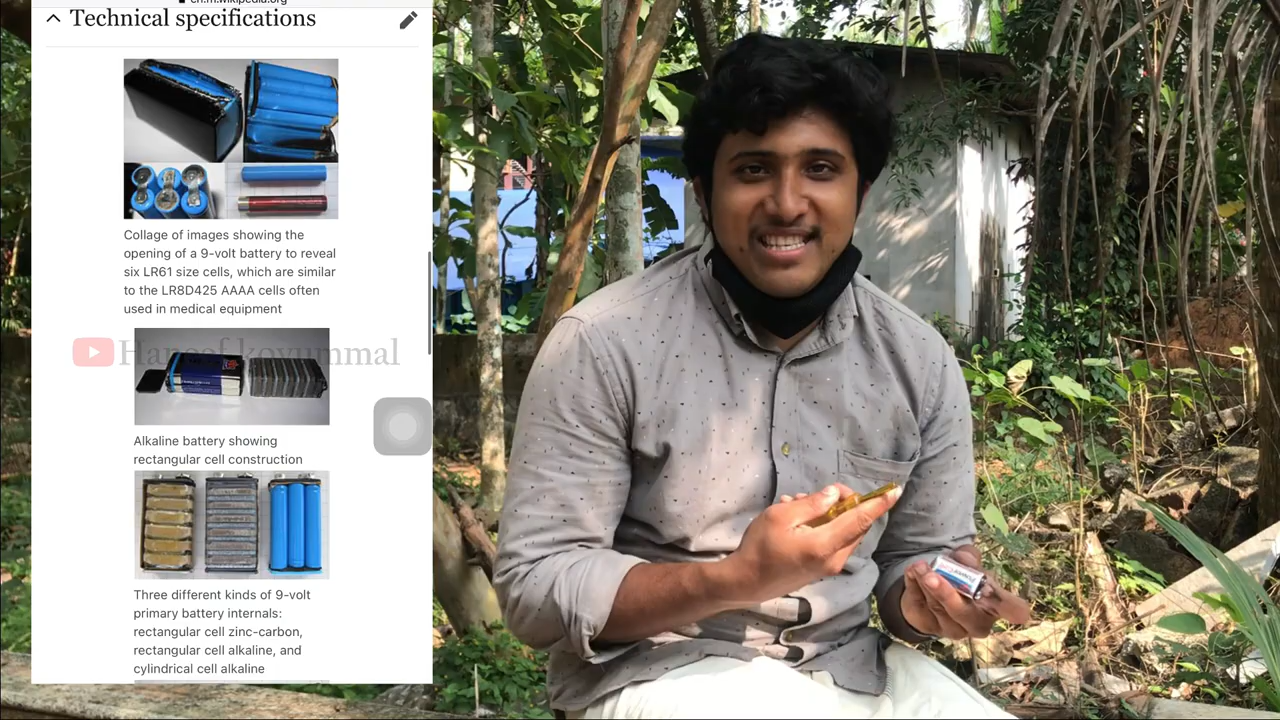 Technical specifications
Collage of images showing the
opening of a 9-volt battery to reveal
six LR61 size cells, which are similar
to the LR8D425 AAAA cells often
used in medical equipment
Haneef koyummal
Alkaline battery showing
rectangular cell construction
Three different kinds of 9-volt
primary battery internals:
rectangular cell zinc-carbon,
rectangular cell alkaline, and
cylindrical cell alkaline